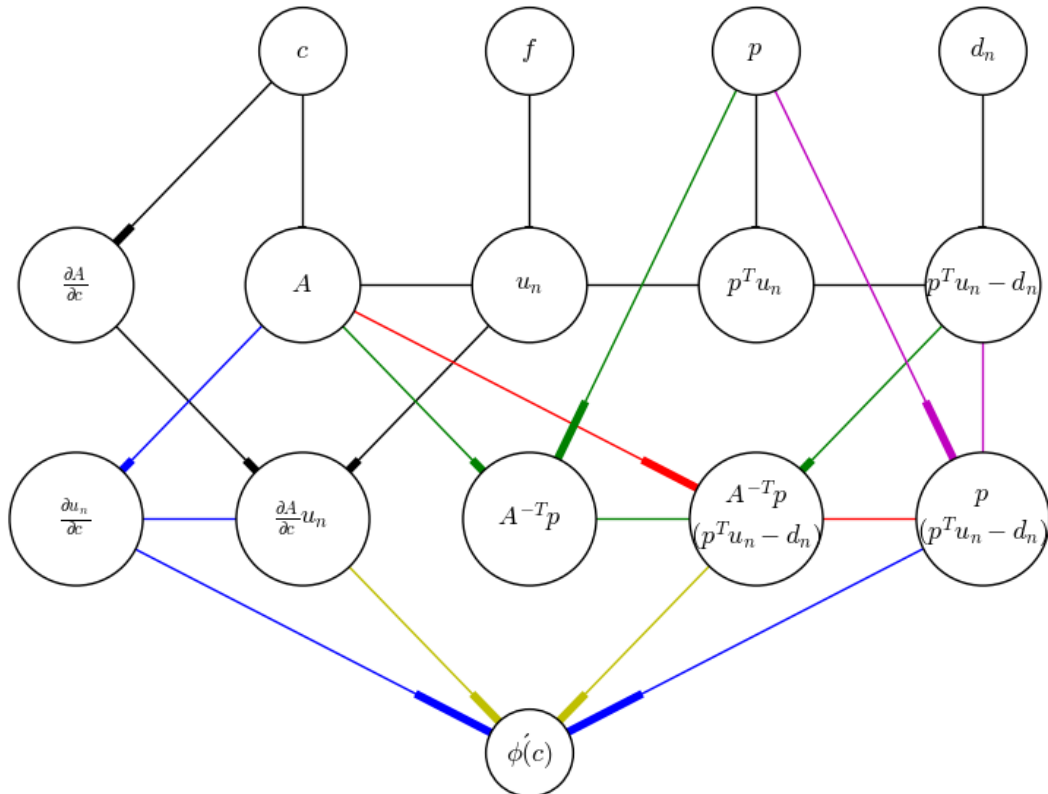 c
f
p
d_n
∂A/∂c
A
u_n
p^T u_n
p^T u_n − d_n
∂u_n/∂c
∂A/∂c u_n
A^{−T} p
A^{−T} p
(p^T u_n − d_n)
p
(p^T u_n − d_n)
ϕ´(c)